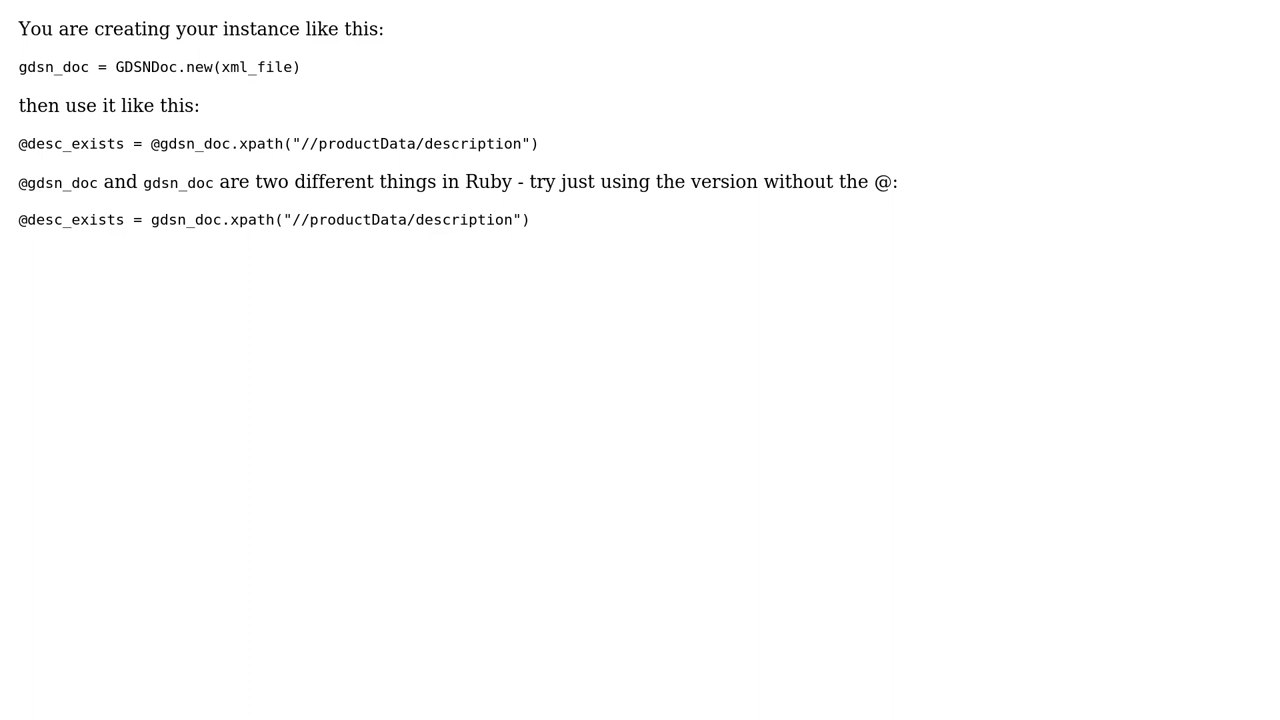 You are creating your instance like this:
gdsn_doc = GDSNDoc.new(xml_file)
then use it like this:
@desc_exists = @gdsn_doc.xpath("//productData/description")
@gdsn_doc and gdsn_doc are two different things in Ruby - try just using the version without the @:
@desc_exists = gdsn_doc.xpath("//productData/description")